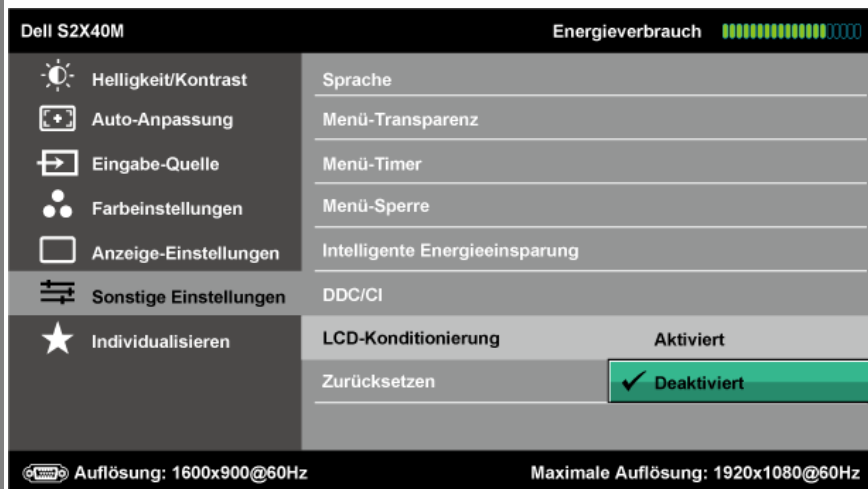 Dell S2X40M
Energieverbrauch
Helligkeit/Kontrast
Auto-Anpassung
Eingabe-Quelle
Farbeinstellungen
Anzeige-Einstellungen
Sonstige Einstellungen
Individualisieren
Sprache
Menü-Transparenz
Menü-Timer
Menü-Sperre
Intelligente Energieeinsparung
DDC/CI
LCD-Konditionierung
Aktiviert
Zurücksetzen
Deaktiviert
Auflösung: 1600x900@60Hz
Maximale Auflösung: 1920x1080@60Hz